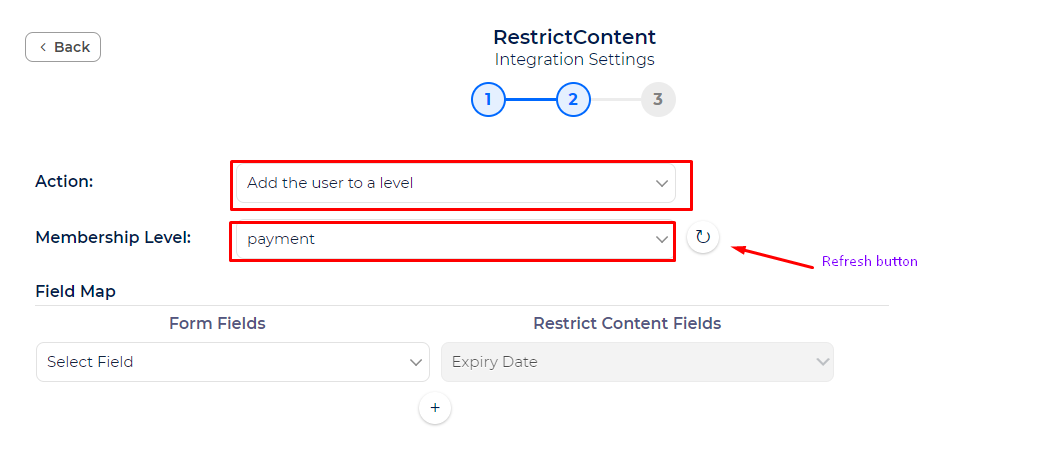 Back
RestrictContent
Integration Settings
1
2
3
Action:
Add the user to a level
Membership Level:
payment
Refresh button
Field Map
Form Fields
Restrict Content Fields
Select Field
Expiry Date
+